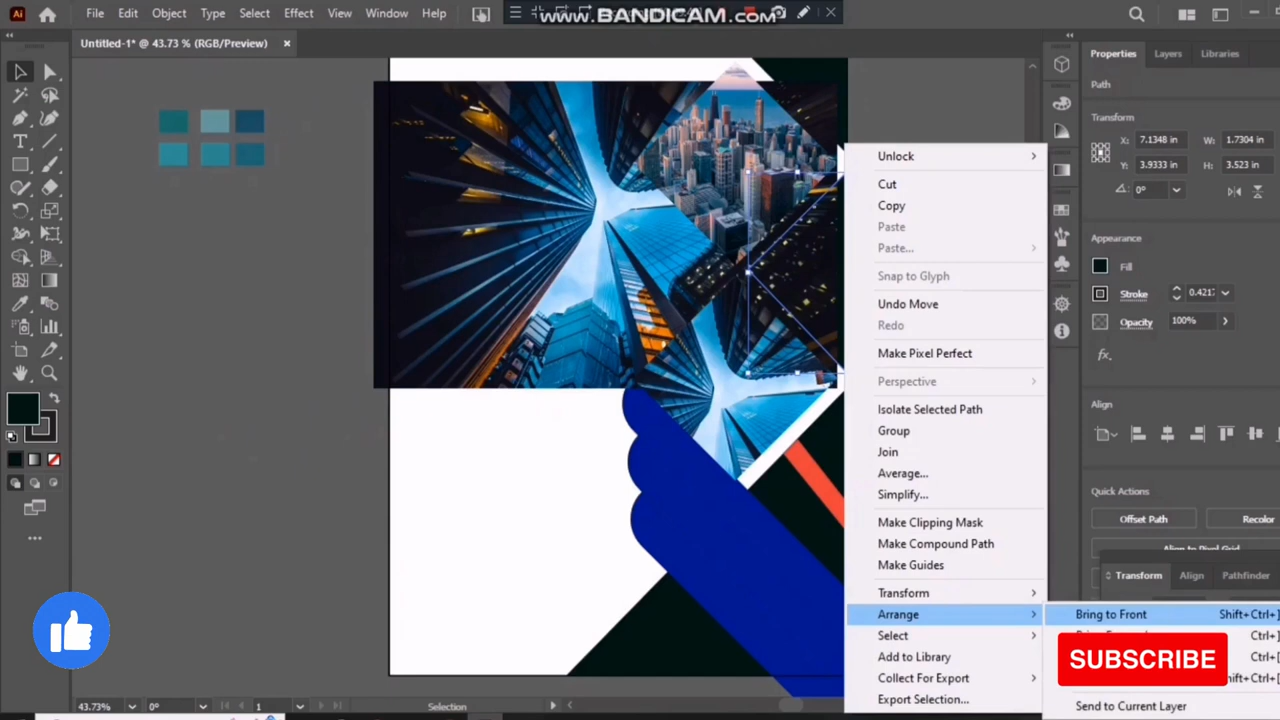 Ai
File Edit Object Type Select Effect View Window Help
www.BANDICAM.com
Untitled-1* @ 43.73 % (RGB/Preview) ×
Properties Layers Libraries
Path
Transform
X: 7.1348 in W: 1.7304 in
Y: 3.9333 in H: 3.523 in
0°
Appearance
Fill
Stroke 0.4217
Opacity 100%
fx.
Align
Quick Actions
Offset Path Recolor
Align to Pixel Grid
Transform Align Pathfinder
Unlock
Cut
Copy
Paste
Paste...
Snap to Glyph
Undo Move
Redo
Make Pixel Perfect
Perspective
Isolate Selected Path
Group
Join
Average...
Simplify...
Make Clipping Mask
Make Compound Path
Make Guides
Transform
Arrange
Select
Add to Library
Collect For Export
Export Selection...
Bring to Front Shift+Ctrl+]
Ctrl+]
Ctrl+[
Send to Current Layer
SUBSCRIBE
43.73% 0° 1 Selection